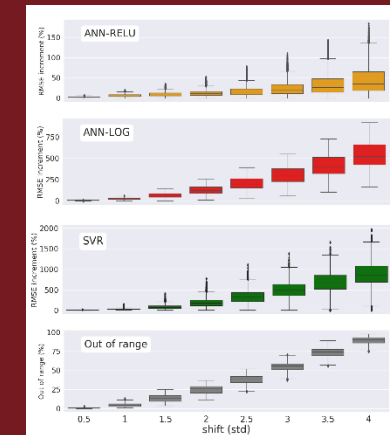 ANN-RELU
RMSE increment (%)
150
100
50
0
ANN-LOG
RMSE increment (%)
750
500
250
0
SVR
RMSE increment (%)
2000
1500
1000
500
0
Out of range
Out of range (%)
100
75
50
25
0
0.5 1 1.5 2 2.5 3 3.5 4
shift (std)